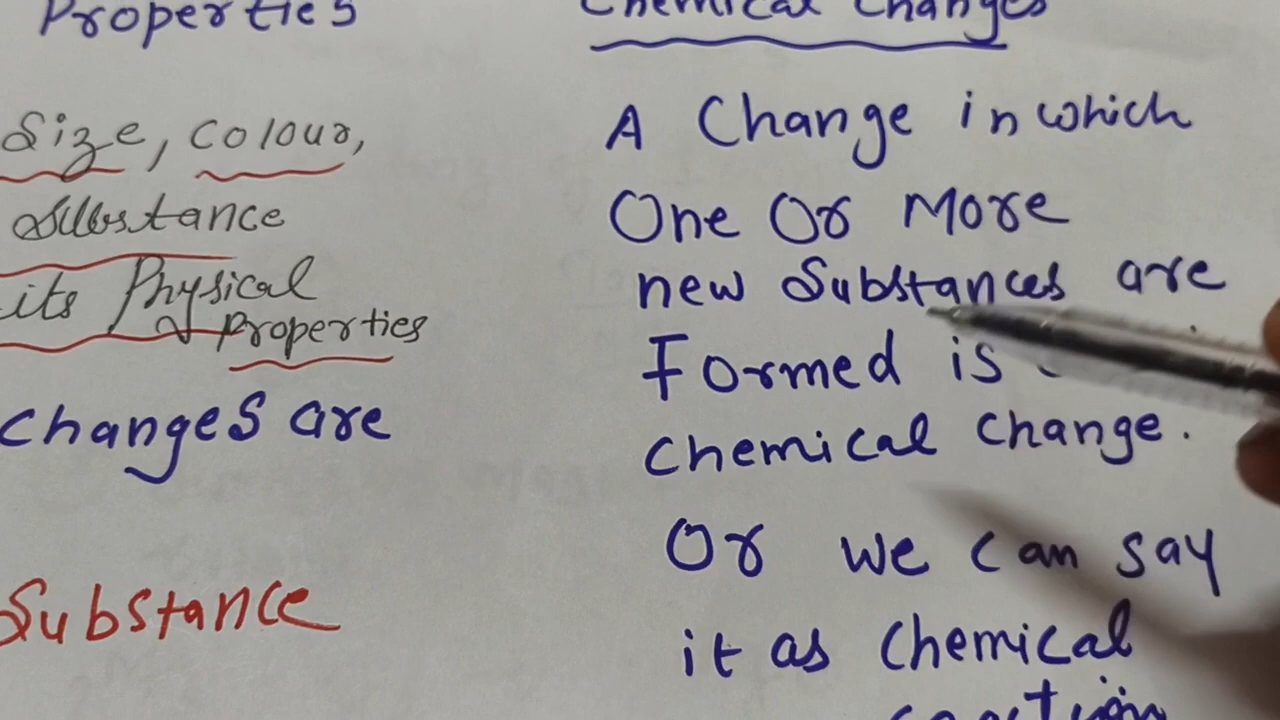 Properties
Size, Colour,
Substance
its Physical
Properties
Changes are
Substance
Chemical Changes
A Change in which
One Or More
new Substances are
Formed is
Chemical Change.
Or we can say
it as Chemical